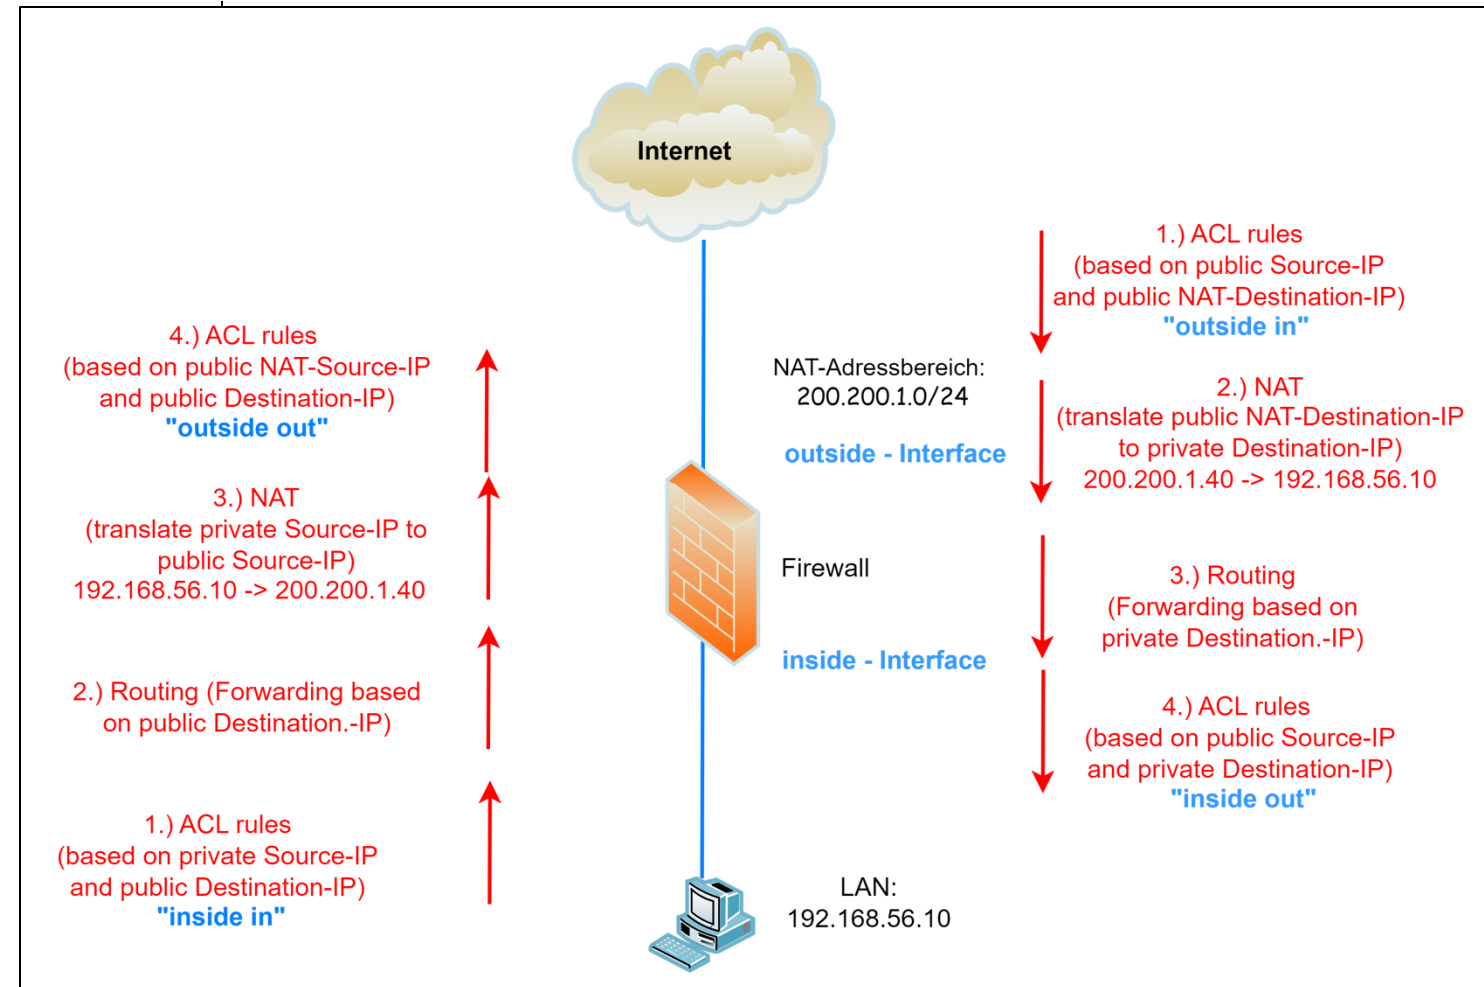 Internet
4.) ACL rules
(based on public NAT-Source-IP
and public Destination-IP)
"outside out"
3.) NAT
(translate private Source-IP to
public Source-IP)
192.168.56.10 -> 200.200.1.40
2.) Routing (Forwarding based
on public Destination.-IP)
1.) ACL rules
(based on private Source-IP
and public Destination-IP)
"inside in"
NAT-Adressbereich:
200.200.1.0/24
outside - Interface
Firewall
inside - Interface
LAN:
192.168.56.10
1.) ACL rules
(based on public Source-IP
and public NAT-Destination-IP)
"outside in"
2.) NAT
(translate public NAT-Destination-IP
to private Destination-IP)
200.200.1.40 -> 192.168.56.10
3.) Routing
(Forwarding based on
private Destination.-IP)
4.) ACL rules
(based on public Source-IP
and private Destination-IP)
"inside out"